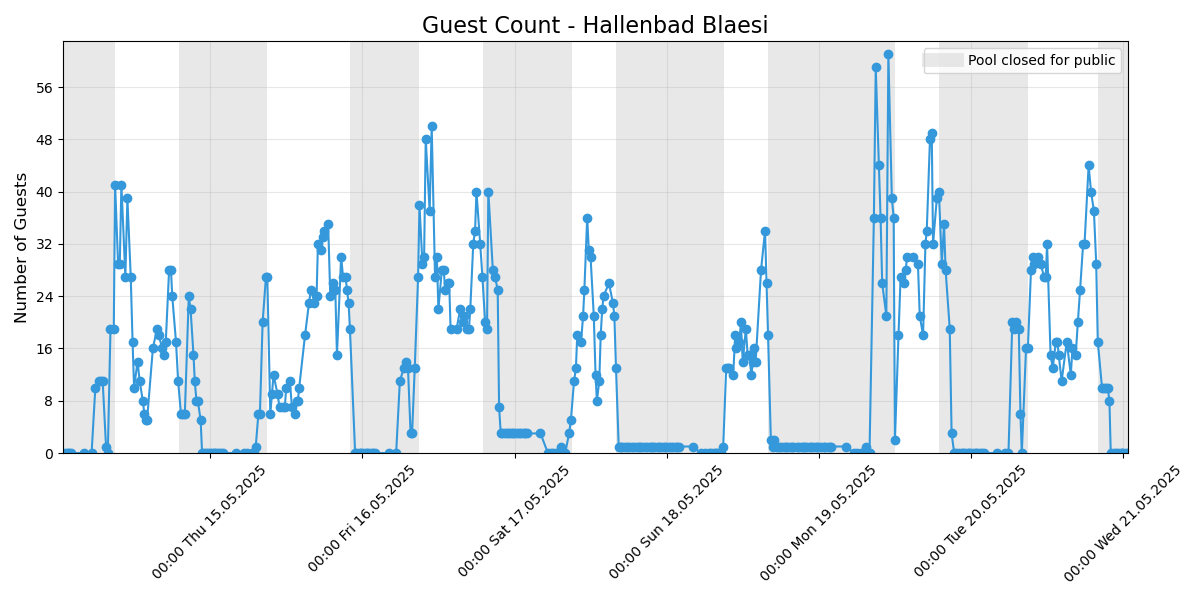 Guest Count - Hallenbad Blaesi
Pool closed for public
Number of Guests
56
48
40
32
24
16
8
0
00:00 Thu 15.05.2025
00:00 Fri 16.05.2025
00:00 Sat 17.05.2025
00:00 Sun 18.05.2025
00:00 Mon 19.05.2025
00:00 Tue 20.05.2025
00:00 Wed 21.05.2025